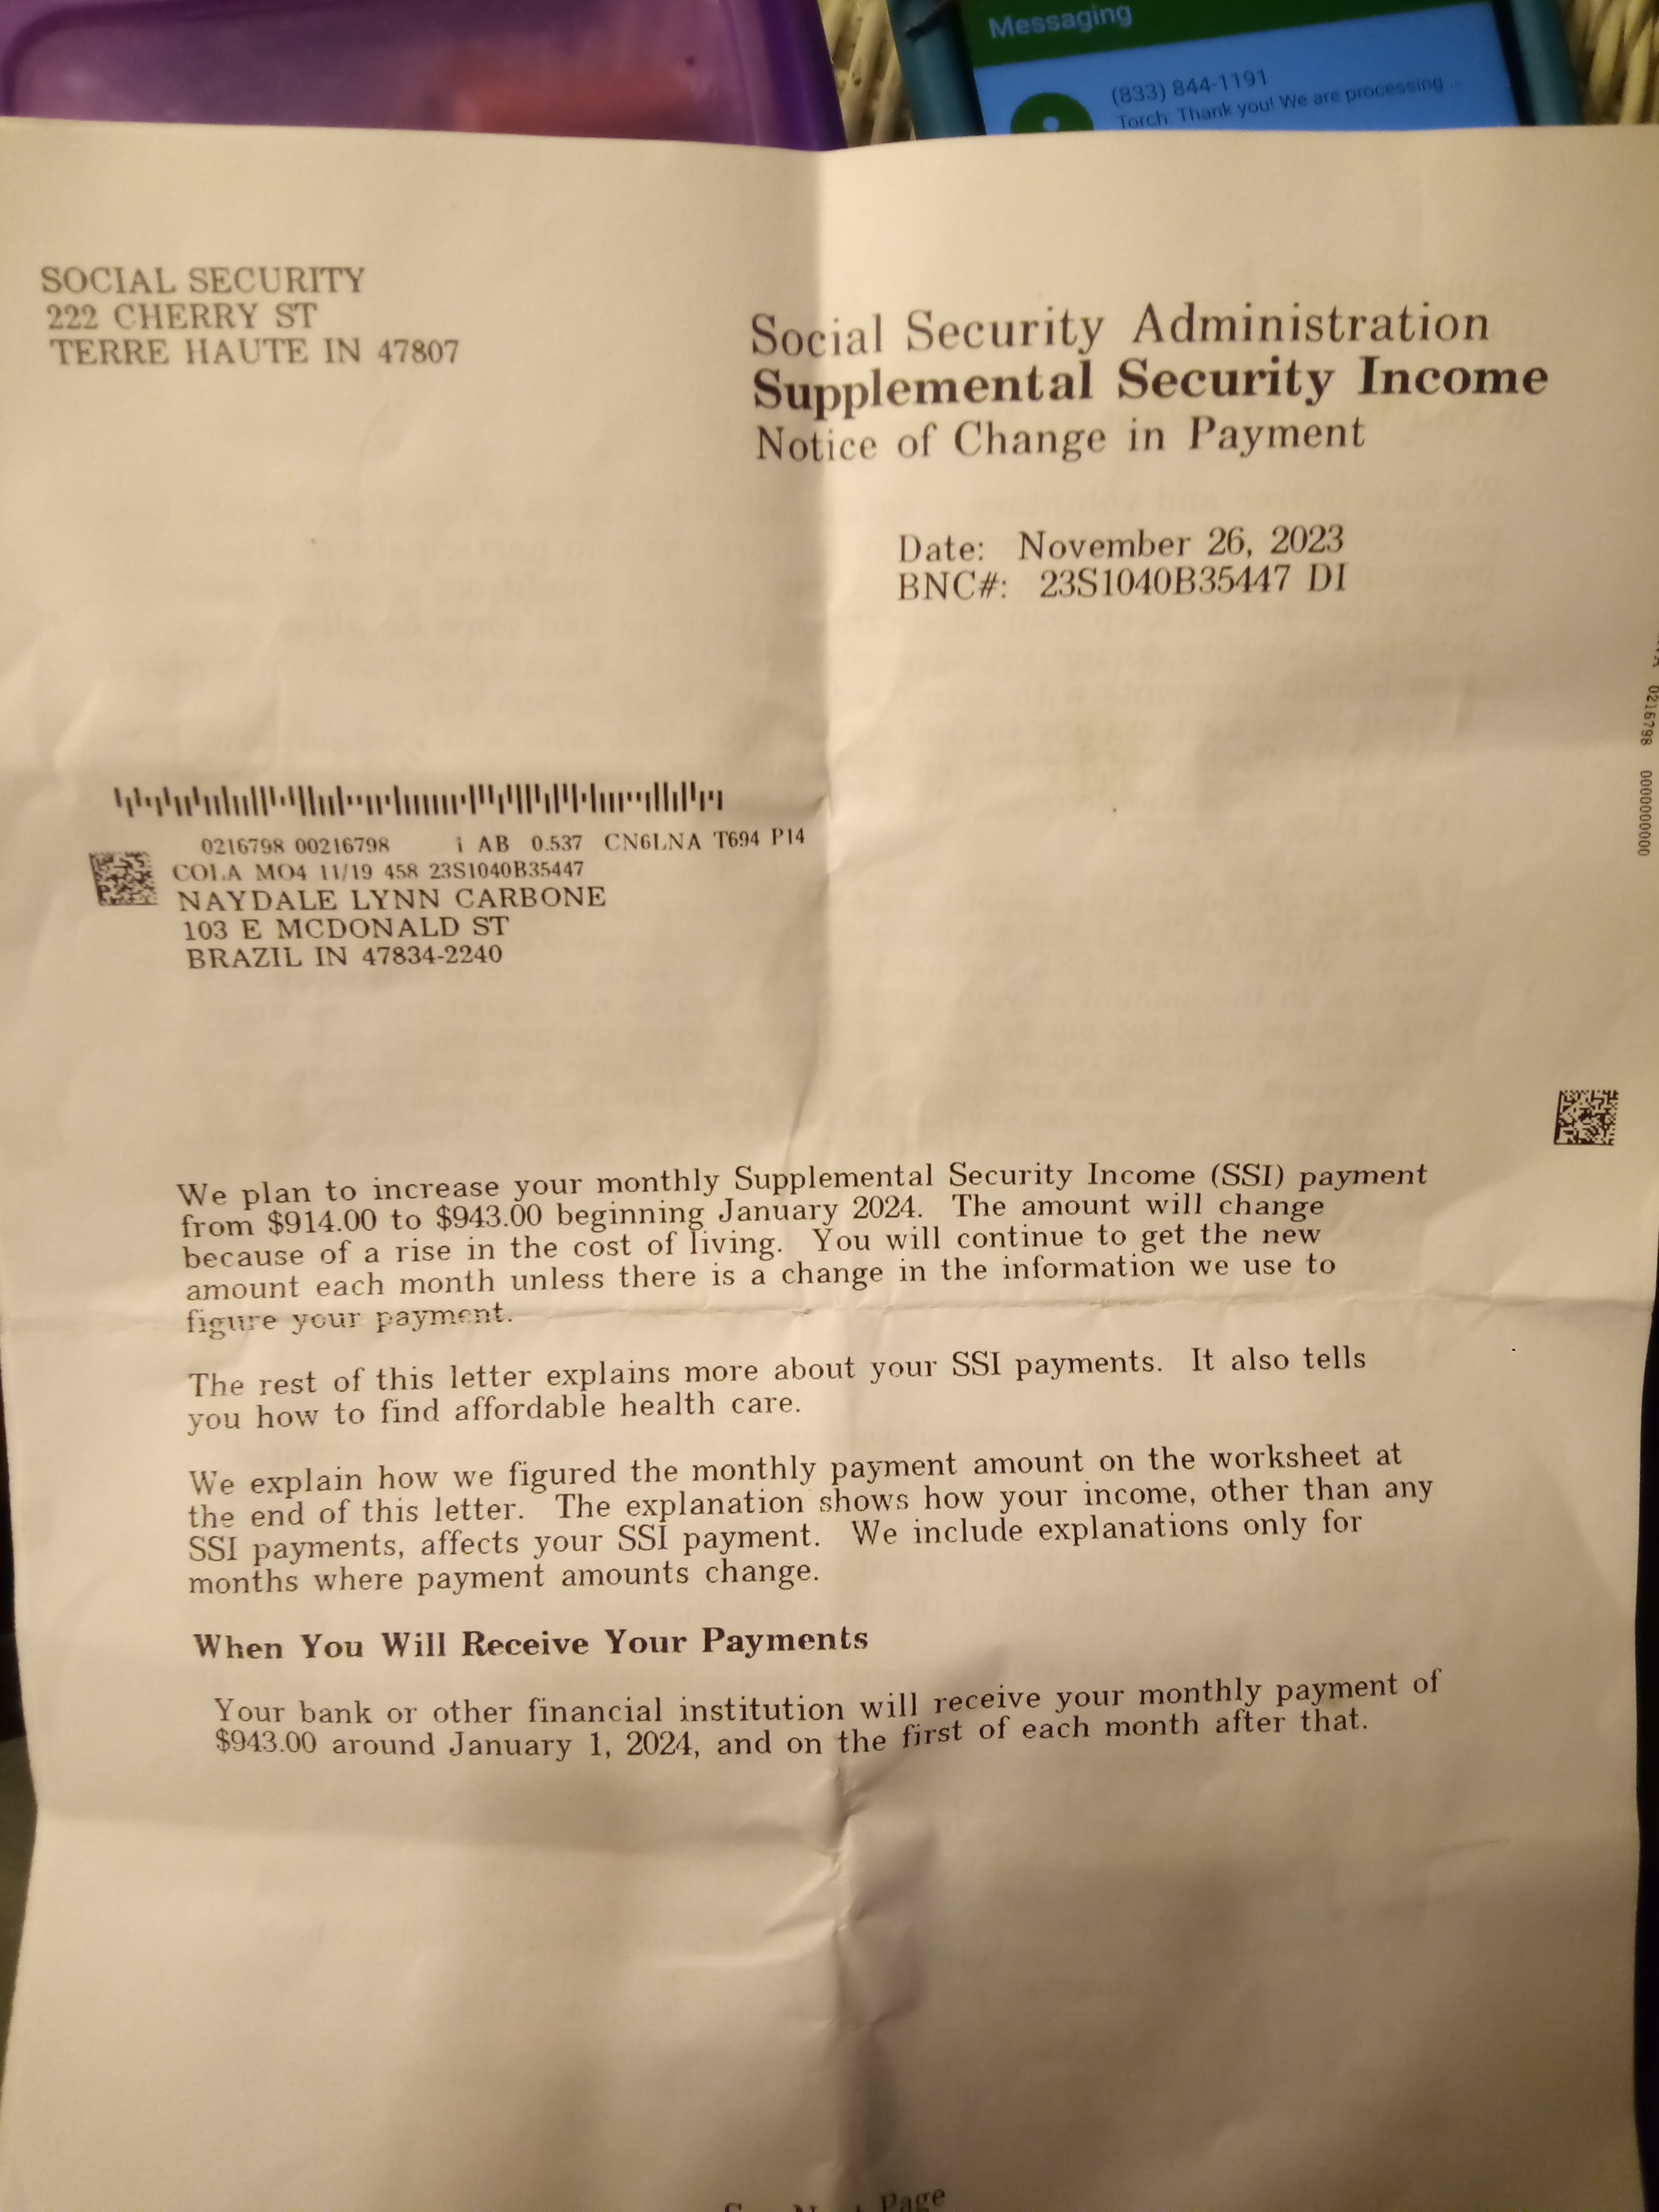 Messaging
(833) 844-1191
Torch: Thank you! We are processing ...
SOCIAL SECURITY
222 CHERRY ST
TERRE HAUTE IN 47807
Social Security Administration
Supplemental Security Income
Notice of Change in Payment
Date: November 26, 2023
BNC#: 23S1040B35447 DI
0216798 0000000000
0216798 00216798 i AB 0.537 CN6LNA T694 P14
COLA MO4 11/19 458 23S1040B35447
NAYDALE LYNN CARBONE
103 E MCDONALD ST
BRAZIL IN 47834-2240
We plan to increase your monthly Supplemental Security Income (SSI) payment
from $914.00 to $943.00 beginning January 2024. The amount will change
because of a rise in the cost of living. You will continue to get the new
amount each month unless there is a change in the information we use to
figure your payment.
The rest of this letter explains more about your SSI payments. It also tells
you how to find affordable health care.
We explain how we figured the monthly payment amount on the worksheet at
the end of this letter. The explanation shows how your income, other than any
SSI payments, affects your SSI payment. We include explanations only for
months where payment amounts change.
When You Will Receive Your Payments
Your bank or other financial institution will receive your monthly payment of
$943.00 around January 1, 2024, and on the first of each month after that.
Page